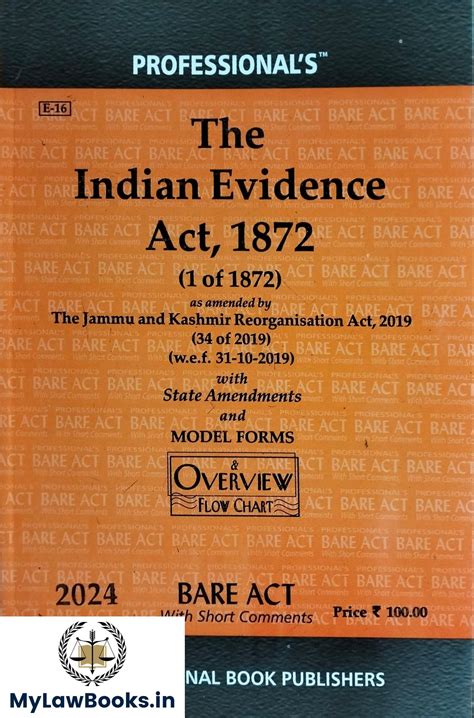 PROFESSIONAL'S™
E-16
The
Indian Evidence
Act, 1872
(1 of 1872)
as amended by
The Jammu and Kashmir Reorganisation Act, 2019
(34 of 2019)
(w.e.f. 31-10-2019)
with
State Amendments
and
MODEL FORMS
&
OVERVIEW
FLOW CHART
2024
BARE ACT
With Short Comments
Price ₹ 100.00
NAL BOOK PUBLISHERS
MyLawBooks.in